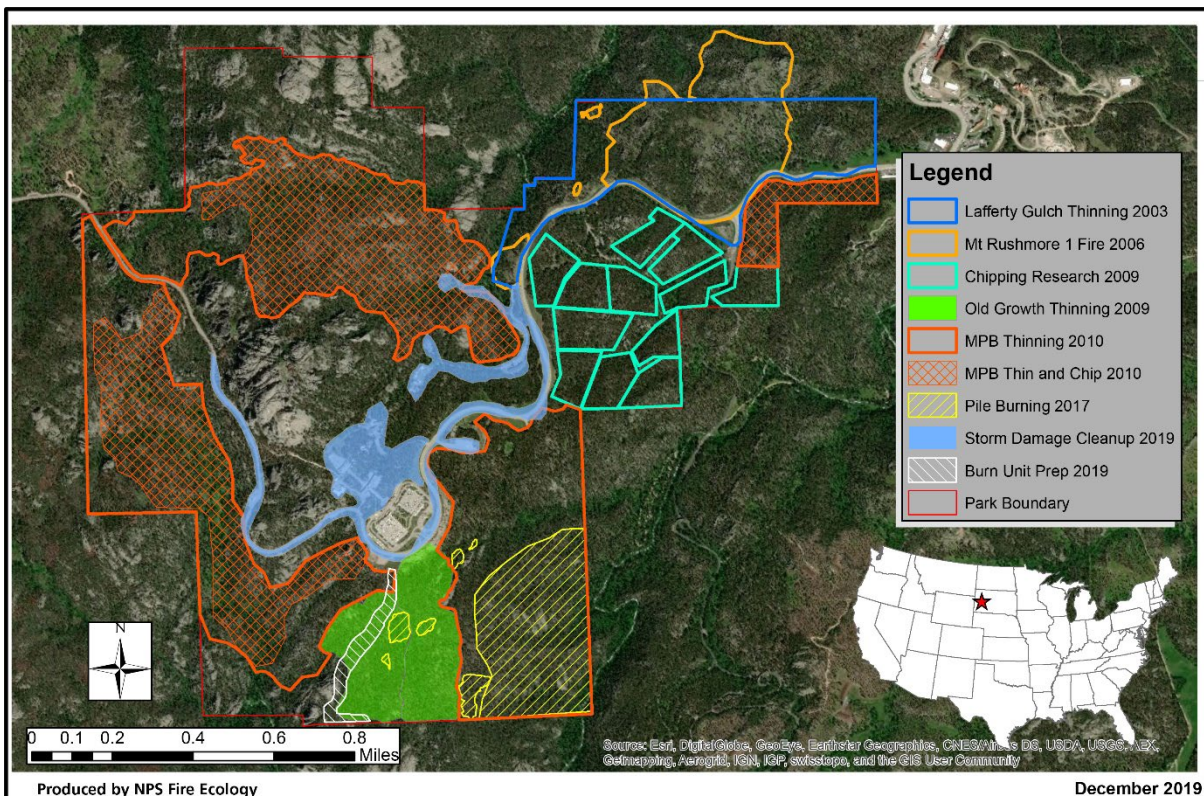 Legend
Lafferty Gulch Thinning 2003
Mt Rushmore 1 Fire 2006
Chipping Research 2009
Old Growth Thinning 2009
MPB Thinning 2010
MPB Thin and Chip 2010
Pile Burning 2017
Storm Damage Cleanup 2019
Burn Unit Prep 2019
Park Boundary
N
0 0.1 0.2 0.4 0.6 0.8
Miles
Source: Esri, DigitalGlobe, GeoEye, Earthstar Geographics, CNES/Airbus DS, USDA, USGS, AEX,
Getmapping, Aerogrid, IGN, IGP, swisstopo, and the GIS User Community
Produced by NPS Fire Ecology
December 2019